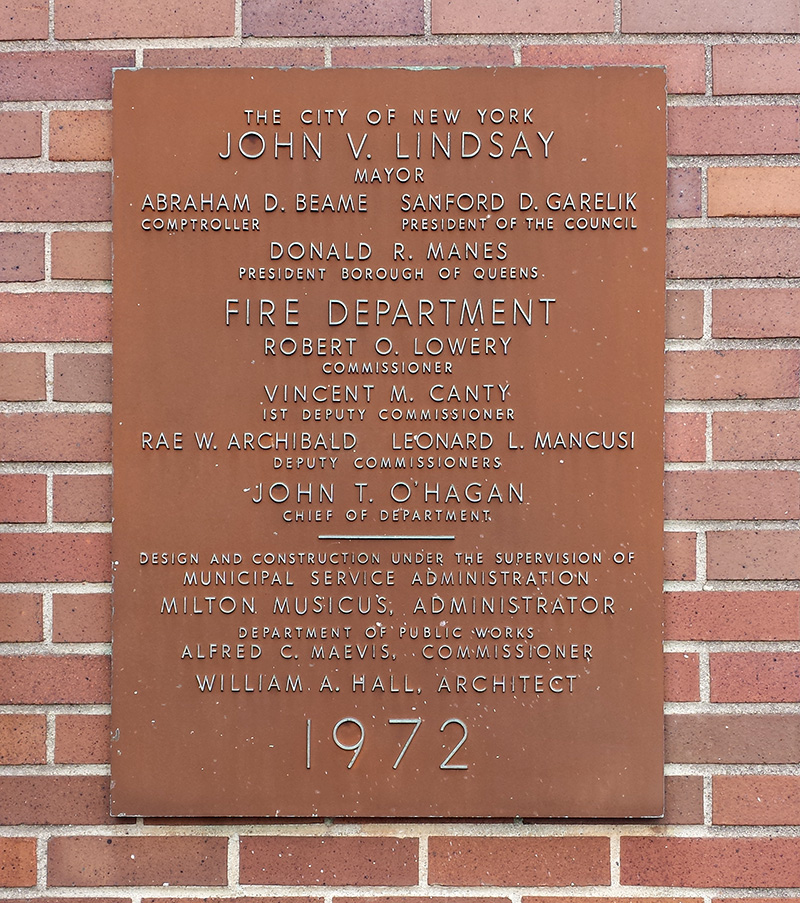 THE CITY OF NEW YORK
JOHN V. LINDSAY
MAYOR
ABRAHAM D. BEAME SANFORD D. GARELIK
COMPTROLLER PRESIDENT OF THE COUNCIL
DONALD R. MANES
PRESIDENT BOROUGH OF QUEENS
FIRE DEPARTMENT
ROBERT O. LOWERY
COMMISSIONER
VINCENT M. CANTY
1ST DEPUTY COMMISSIONER
RAE W. ARCHIBALD LEONARD L. MANCUSI
DEPUTY COMMISSIONERS
JOHN T. O'HAGAN
CHIEF OF DEPARTMENT
DESIGN AND CONSTRUCTION UNDER THE SUPERVISION OF
MUNICIPAL SERVICE ADMINISTRATION
MILTON MUSICUS, ADMINISTRATOR
DEPARTMENT OF PUBLIC WORKS
ALFRED C. MAEVIS, COMMISSIONER
WILLIAM A. HALL, ARCHITECT
1972